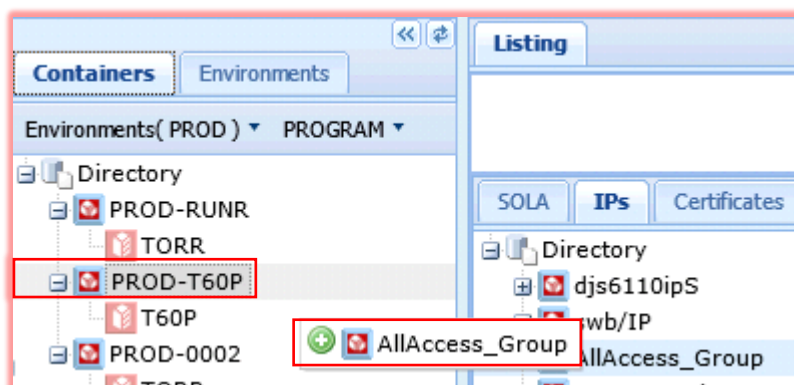 Listing
Containers
Environments
Environments( PROD ) PROGRAM
Directory
PROD-RUNR
TORR
PROD-T60P
T60P
PROD-0002
TORR
AllAccess_Group
SOLA
IPs
Certificates
Directory
djs6110ipS
swb/IP
AllAccess_Group